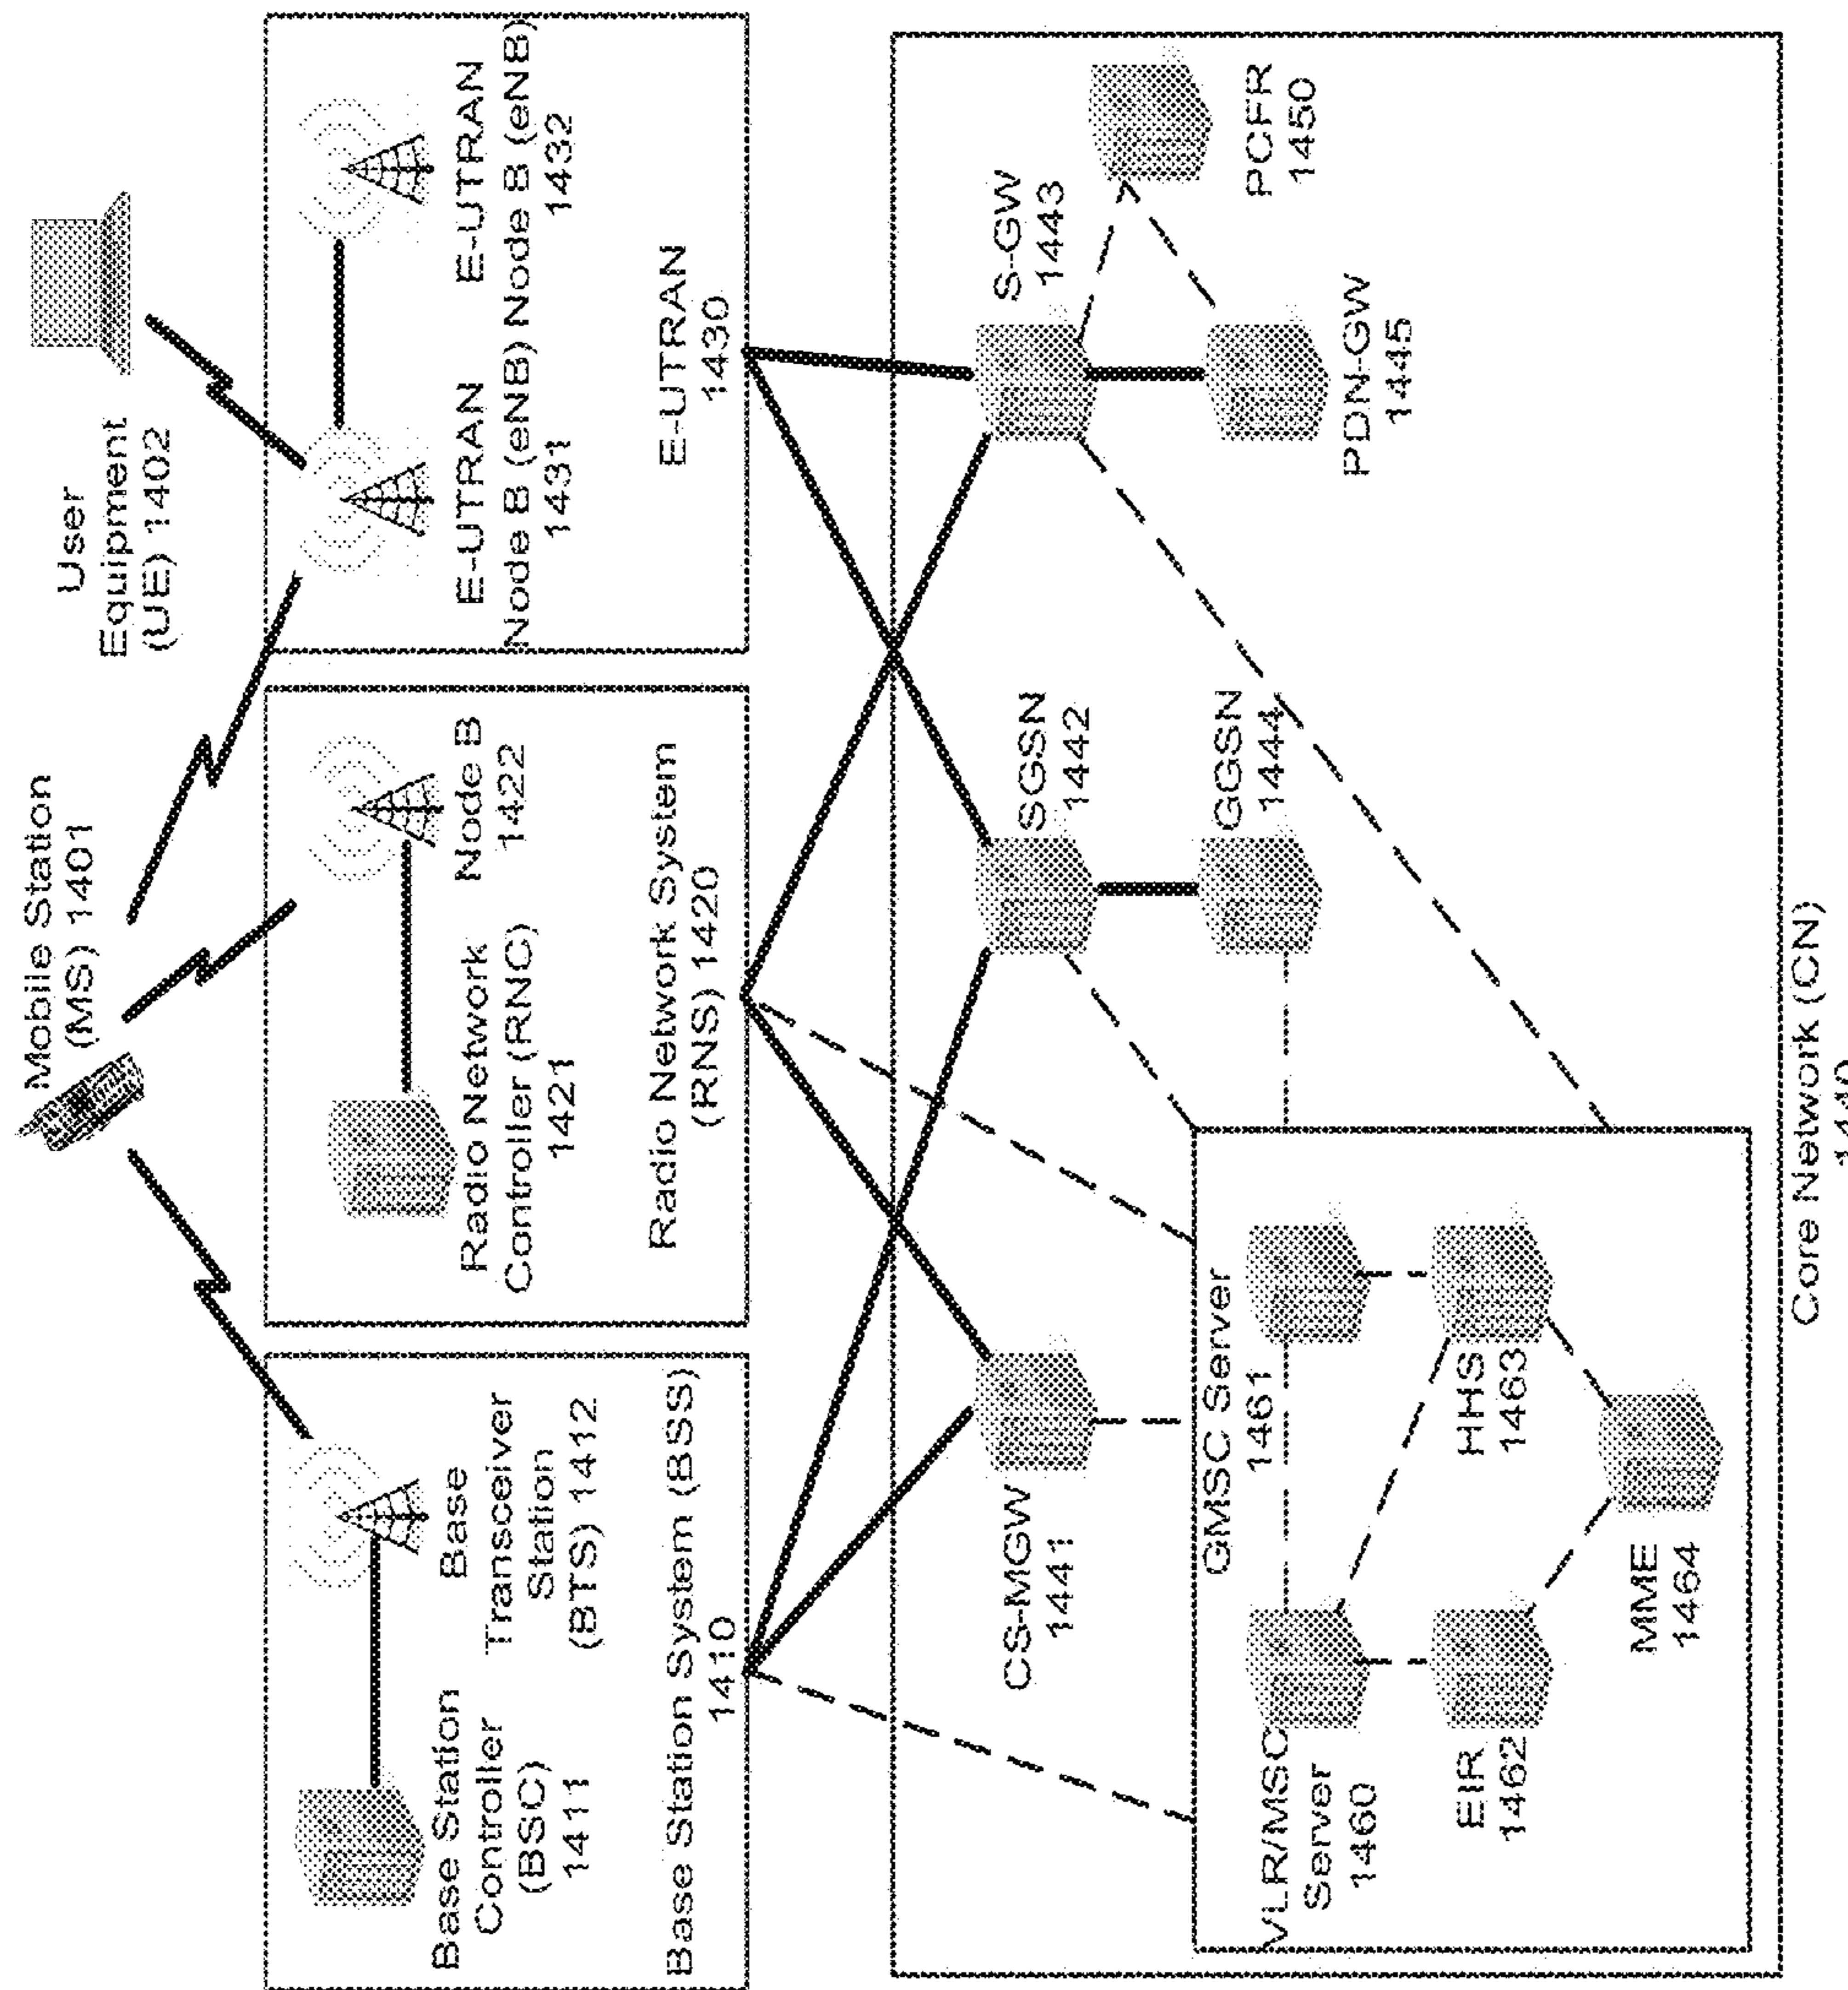 Mobile Station
(MS) 1401
User
Equipment
(UE) 1402
Base Station
Controller
(BSC)
1411
Base
Transceiver
Station
(BTS) 1412
Base Station System (BSS)
1410
Radio Network
Controller (RNC)
1421
Node B
1422
Radio Network System
(RNS) 1420
E-UTRAN
Node B (eNB)
1431
E-UTRAN
Node B (eNB)
1432
E-UTRAN
1430
CS-MGW
1441
SGSN
1442
S-GW
1443
GGSN
1444
PDN-GW
1445
PCFR
1450
GMSC Server
1461
VLR/MSC
Server
1460
EIR
1462
HHS
1463
MME
1464
Core Network (CN)
1440